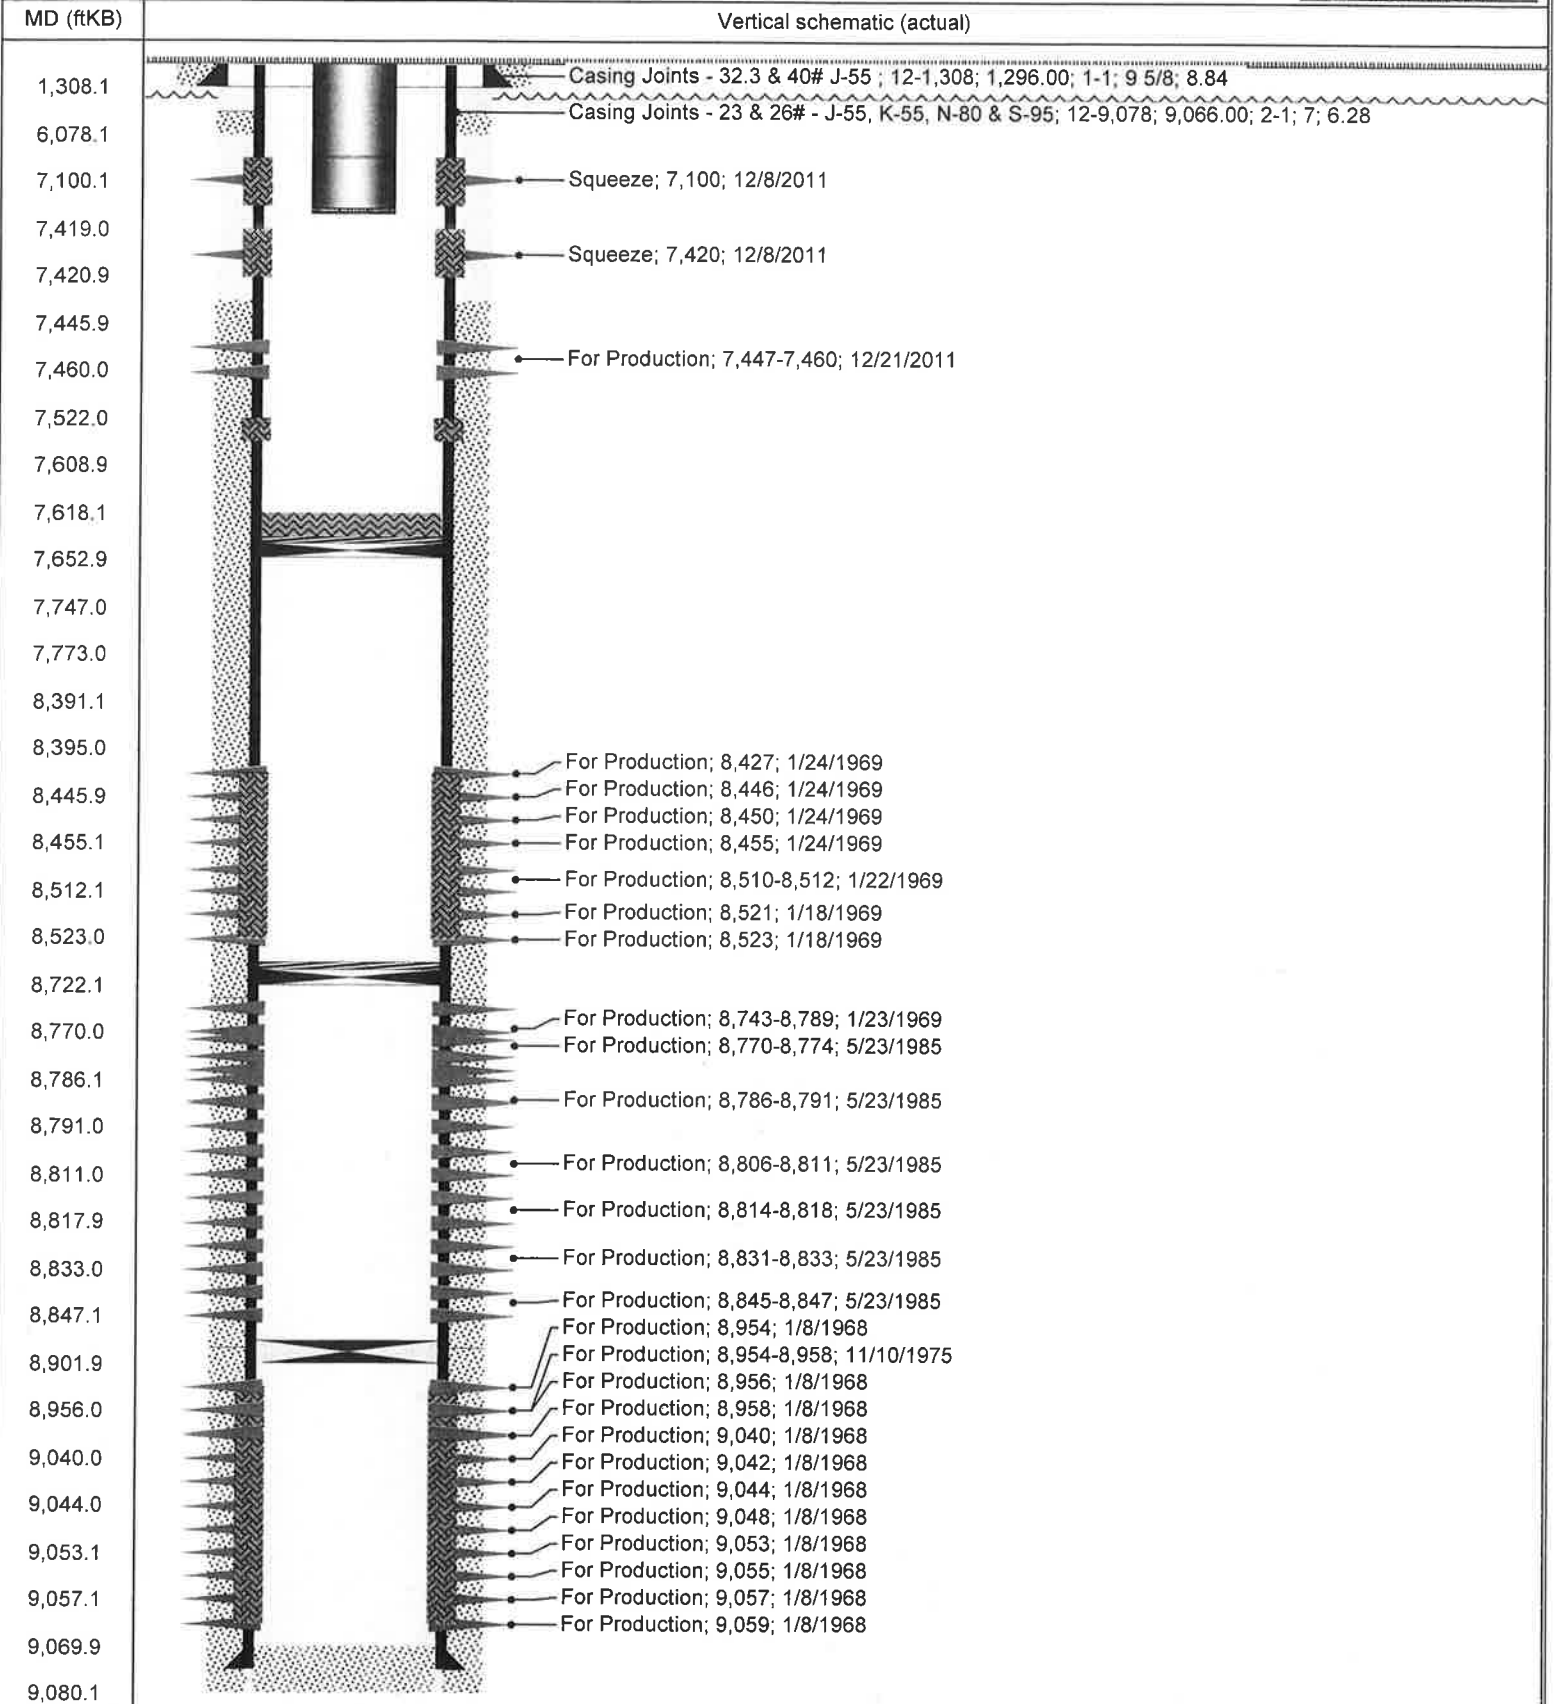 MD (ftKB)
Vertical schematic (actual)
1,308.1
Casing Joints - 32.3 & 40# J-55 ; 12-1,308; 1,296.00; 1-1; 9 5/8; 8.84
Casing Joints - 23 & 26# - J-55, K-55, N-80 & S-95; 12-9,078; 9,066.00; 2-1; 7; 6.28
6,078.1
7,100.1
Squeeze; 7,100; 12/8/2011
7,419.0
Squeeze; 7,420; 12/8/2011
7,420.9
7,445.9
For Production; 7,447-7,460; 12/21/2011
7,460.0
7,522.0
7,608.9
7,618.1
7,652.9
7,747.0
7,773.0
8,391.1
8,395.0
For Production; 8,427; 1/24/1969
For Production; 8,446; 1/24/1969
8,445.9
For Production; 8,450; 1/24/1969
For Production; 8,455; 1/24/1969
8,455.1
For Production; 8,510-8,512; 1/22/1969
8,512.1
For Production; 8,521; 1/18/1969
8,523.0
For Production; 8,523; 1/18/1969
8,722.1
For Production; 8,743-8,789; 1/23/1969
8,770.0
For Production; 8,770-8,774; 5/23/1985
8,786.1
For Production; 8,786-8,791; 5/23/1985
8,791.0
For Production; 8,806-8,811; 5/23/1985
8,811.0
For Production; 8,814-8,818; 5/23/1985
8,817.9
For Production; 8,831-8,833; 5/23/1985
8,833.0
For Production; 8,845-8,847; 5/23/1985
8,847.1
For Production; 8,954; 1/8/1968
For Production; 8,954-8,958; 11/10/1975
8,901.9
For Production; 8,956; 1/8/1968
For Production; 8,958; 1/8/1968
8,956.0
For Production; 9,040; 1/8/1968
9,040.0
For Production; 9,042; 1/8/1968
For Production; 9,044; 1/8/1968
9,044.0
For Production; 9,048; 1/8/1968
For Production; 9,053; 1/8/1968
9,053.1
For Production; 9,055; 1/8/1968
For Production; 9,057; 1/8/1968
9,057.1
For Production; 9,059; 1/8/1968
9,069.9
9,080.1